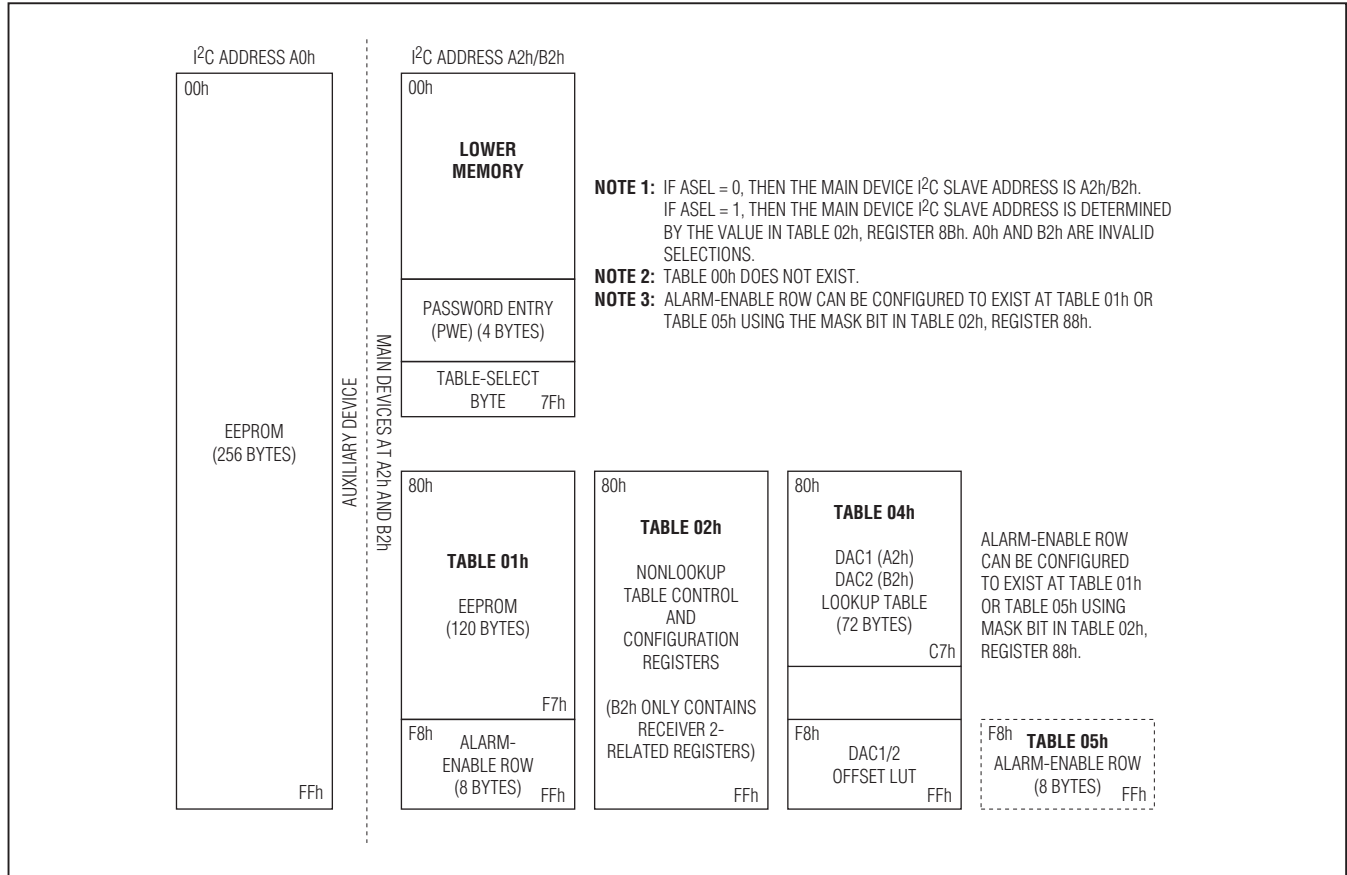 I2C ADDRESS A0h
00h
EEPROM
(256 BYTES)
FFh
AUXILIARY DEVICE
MAIN DEVICES AT A2h AND B2h
I2C ADDRESS A2h/B2h
00h
LOWER
MEMORY
PASSWORD ENTRY
(PWE) (4 BYTES)
TABLE-SELECT
BYTE 7Fh
NOTE 1: IF ASEL = 0, THEN THE MAIN DEVICE I2C SLAVE ADDRESS IS A2h/B2h.
IF ASEL = 1, THEN THE MAIN DEVICE I2C SLAVE ADDRESS IS DETERMINED
BY THE VALUE IN TABLE 02h, REGISTER 8Bh. A0h AND B2h ARE INVALID
SELECTIONS.
NOTE 2: TABLE 00h DOES NOT EXIST.
NOTE 3: ALARM-ENABLE ROW CAN BE CONFIGURED TO EXIST AT TABLE 01h OR
TABLE 05h USING THE MASK BIT IN TABLE 02h, REGISTER 88h.
80h
TABLE 01h
EEPROM
(120 BYTES)
F7h
F8h
ALARM-
ENABLE ROW
(8 BYTES)
FFh
80h
TABLE 02h
NONLOOKUP
TABLE CONTROL
AND
CONFIGURATION
REGISTERS
(B2h ONLY CONTAINS
RECEIVER 2-
RELATED REGISTERS)
FFh
80h
TABLE 04h
DAC1 (A2h)
DAC2 (B2h)
LOOKUP TABLE
(72 BYTES)
C7h
F8h
DAC1/2
OFFSET LUT
FFh
ALARM-ENABLE ROW
CAN BE CONFIGURED
TO EXIST AT TABLE 01h
OR TABLE 05h USING
MASK BIT IN TABLE 02h,
REGISTER 88h.
F8h
TABLE 05h
ALARM-ENABLE ROW
(8 BYTES)
FFh